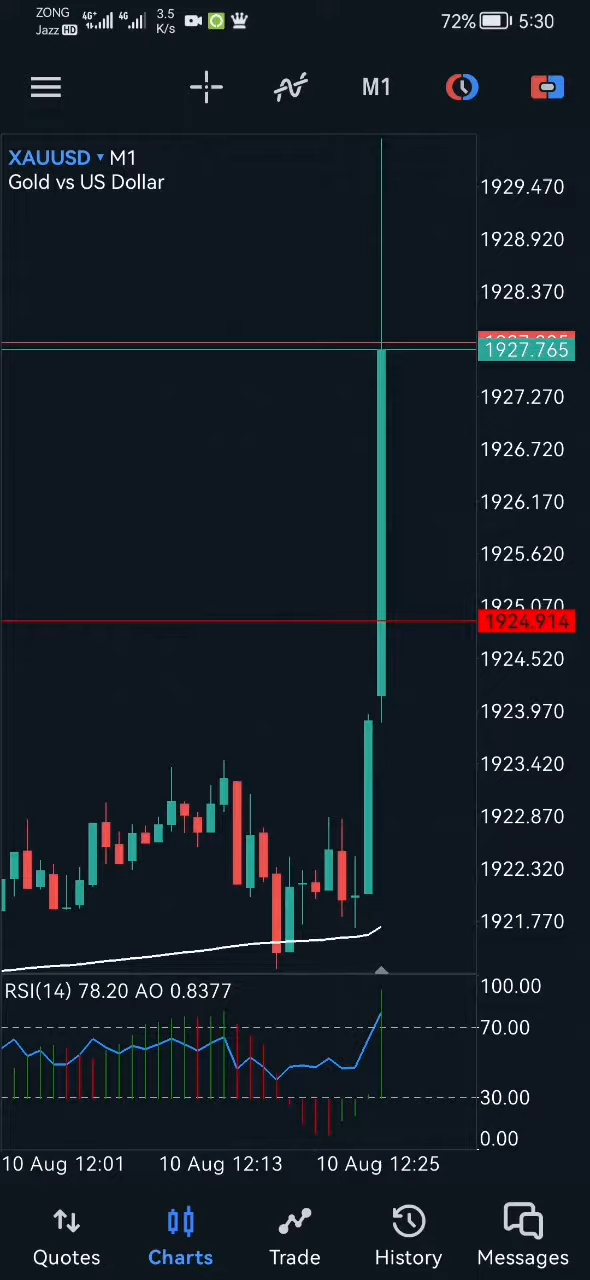 ZONG
Jazz HD
4G+
4G
3.5
K/s
72%
5:30
M1
XAUUSD M1
Gold vs US Dollar
1929.470
1928.920
1928.370
1927.765
1927.270
1926.720
1926.170
1925.620
1925.070
1924.914
1924.520
1923.970
1923.420
1922.870
1922.320
1921.770
RSI(14) 78.20 AO 0.8377
100.00
70.00
30.00
0.00
10 Aug 12:01 10 Aug 12:13 10 Aug 12:25
Quotes Charts Trade History Messages